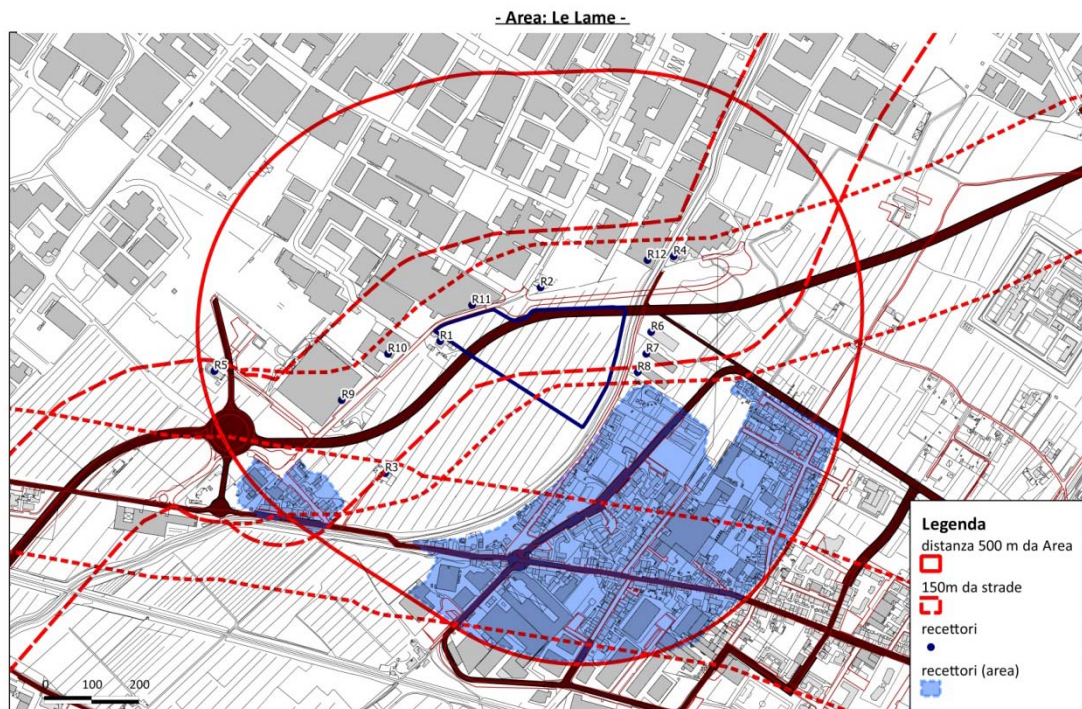 - Area: Le Lame -
R12
R4
R2
R11
R6
R1
R10
R7
R5
R8
R9
R3
Legenda
distanza 500 m da Area
150m da strade
recettori
recettori (area)
0 100 200